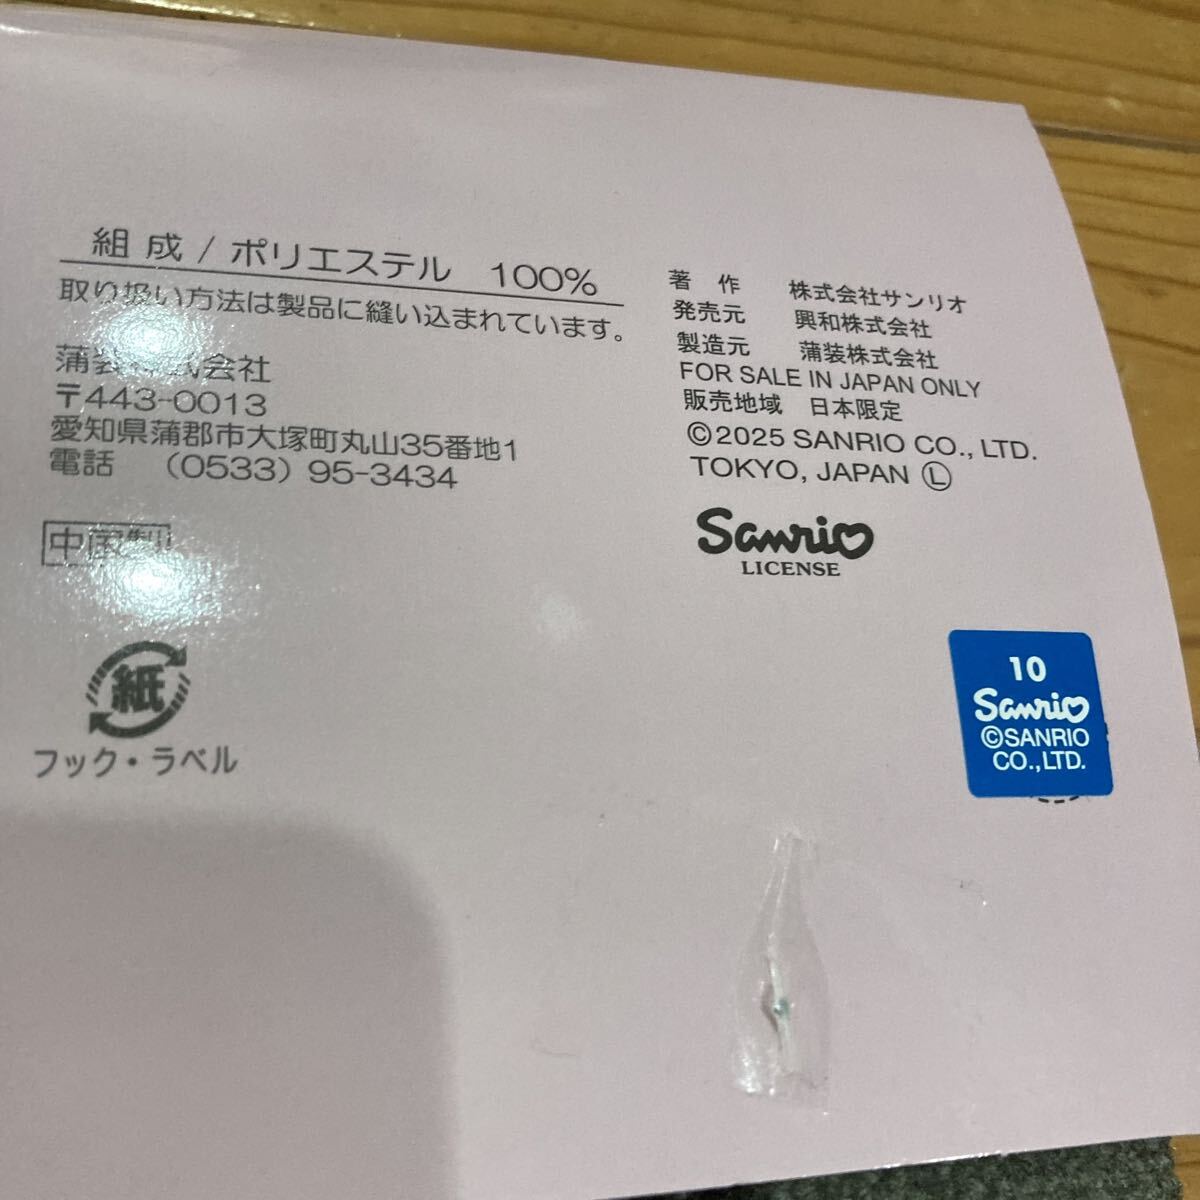 組 成 / ポリエステル 100%
取り扱い方法は製品に縫い込まれています。
蒲装株式会社
〒443-0013
愛知県蒲郡市大塚町丸山35番地1
電話 （0533）95-3434
中国製
紙
フック・ラベル
著 作 株式会社サンリオ
発売元 興和株式会社
製造元 蒲装株式会社
FOR SALE IN JAPAN ONLY
販売地域 日本限定
©2025 SANRIO CO., LTD.
TOKYO, JAPAN Ⓛ
Sanrio
LICENSE
10
Sanrio
©SANRIO
CO.,LTD.